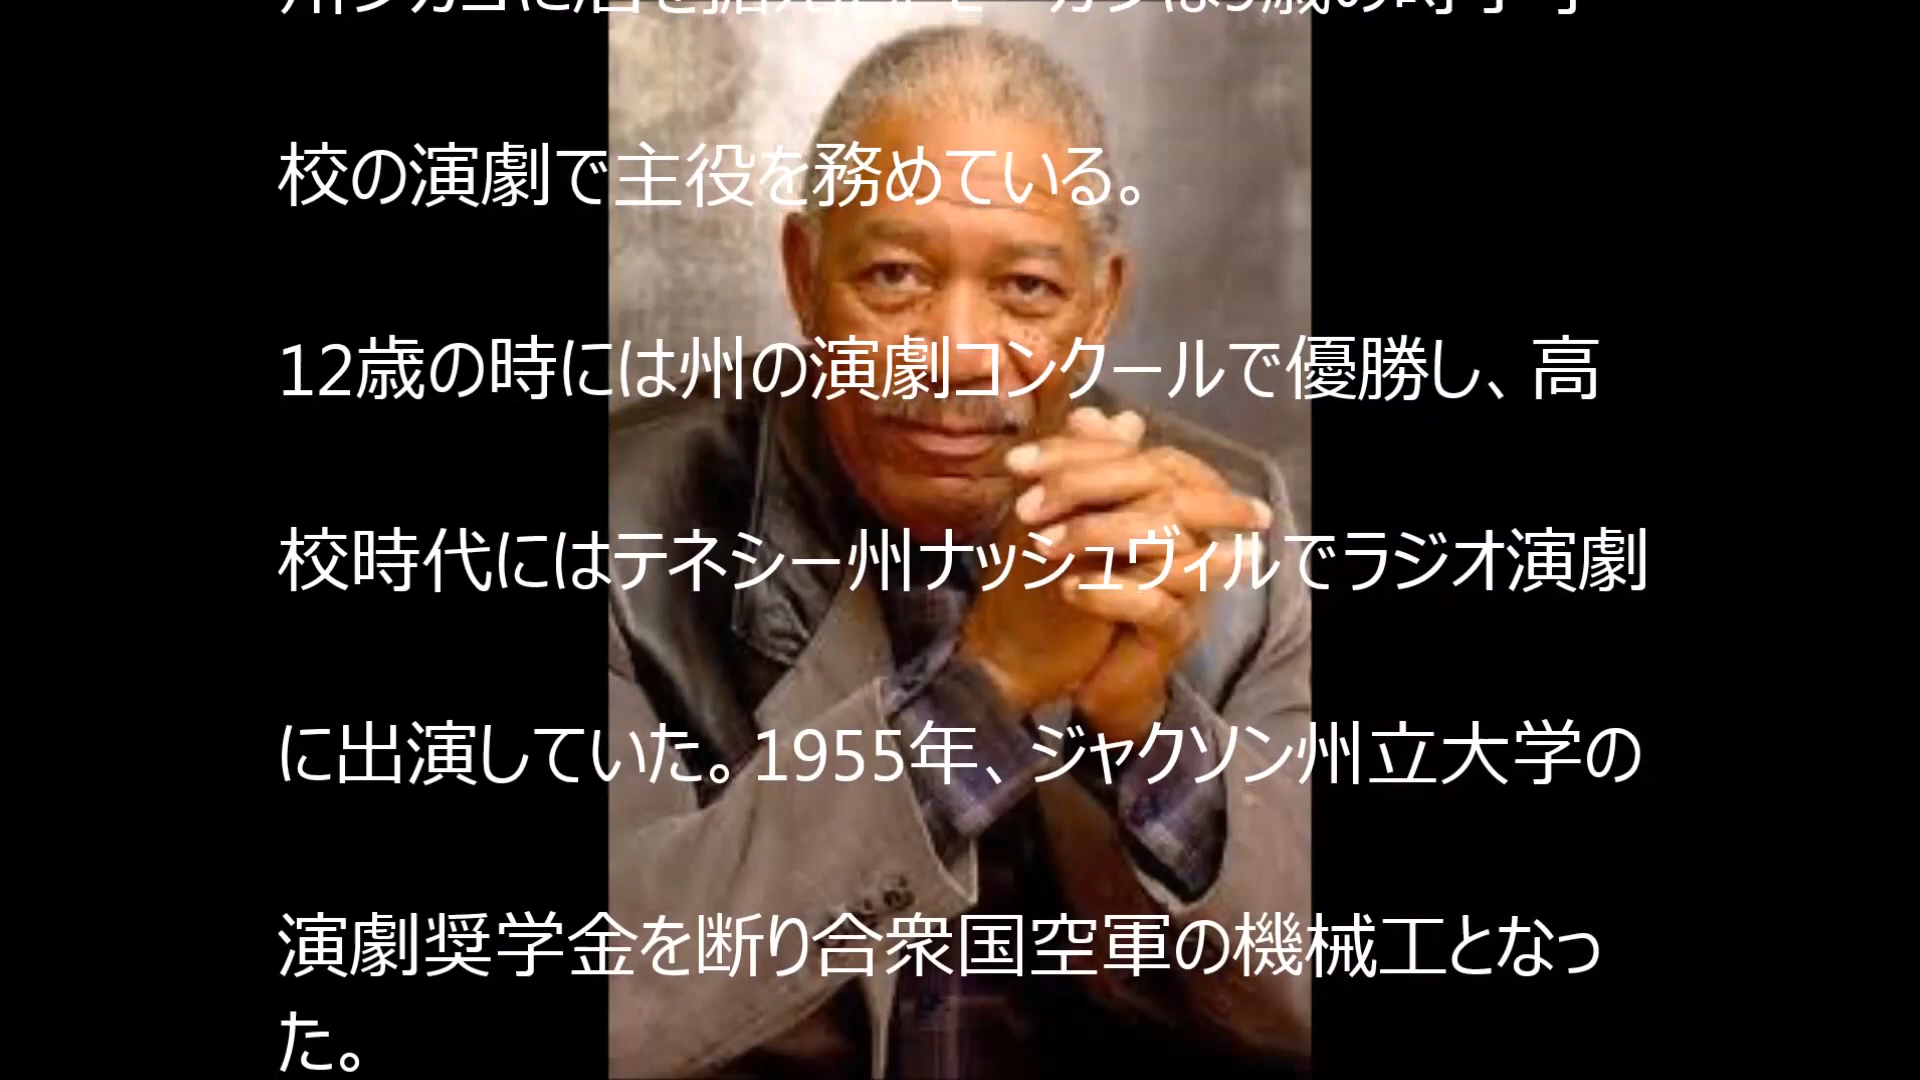 校の演劇で主役を務めている。
12歳の時には州の演劇コンクールで優勝し、高
校時代にはテネシー州ナッシュヴィルでラジオ演劇
に出演していた。1955年、ジャクソン州立大学の
演劇奨学金を断り合衆国空軍の機械工となっ
た。